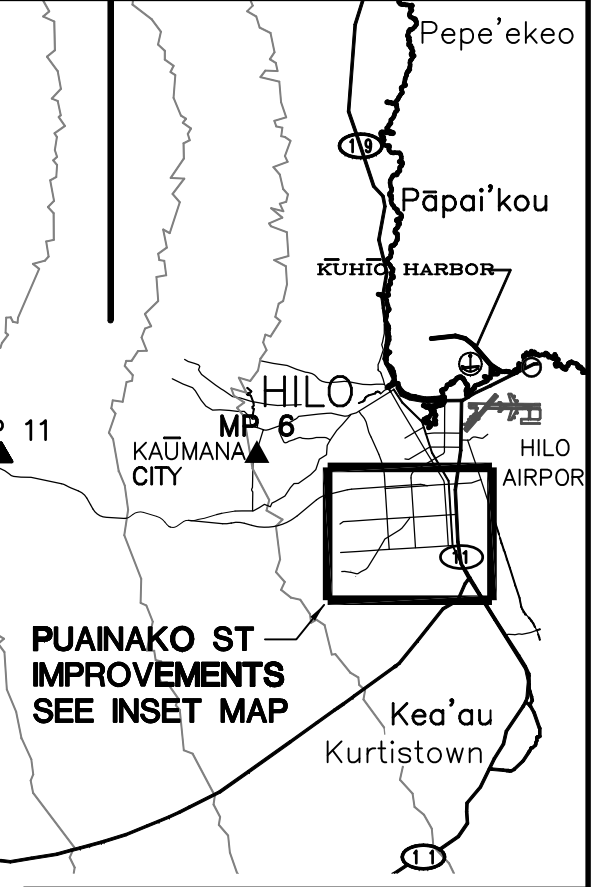 Pepe'ekeo
19
Pāpai'kou
KŪHIŌ HARBOR
HILO
MP 6
P 11
KAŪMANA
CITY
HILO
AIRPOR
11
PUAINAKO ST
IMPROVEMENTS
SEE INSET MAP
Kea'au
Kurtistown
11